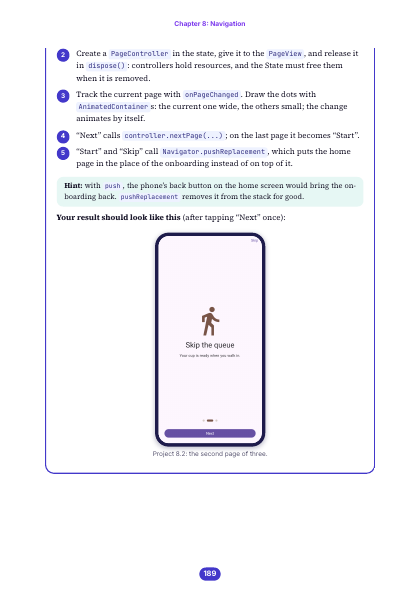 Chapter 8: Navigation
2 Create a PageController in the state, give it to the PageView, and release it
in dispose(): controllers hold resources, and the State must free them
when it is removed.
3 Track the current page with onPageChanged. Draw the dots with
AnimatedContainers: the current one wide, the others small; the change
animates by itself.
4 “Next” calls controller.nextPage(...); on the last page it becomes “Start”.
5 “Start” and “Skip” call Navigator.pushReplacement, which puts the home
page in the place of the onboarding instead of on top of it.
Hint: with push, the phone’s back button on the home screen would bring the on-
boarding back. pushReplacement removes it from the stack for good.
Your result should look like this (after tapping “Next” once):
Skip
Skip the queue
Your cup is ready when you walk in.
Next
Project 8.2: the second page of three.
189